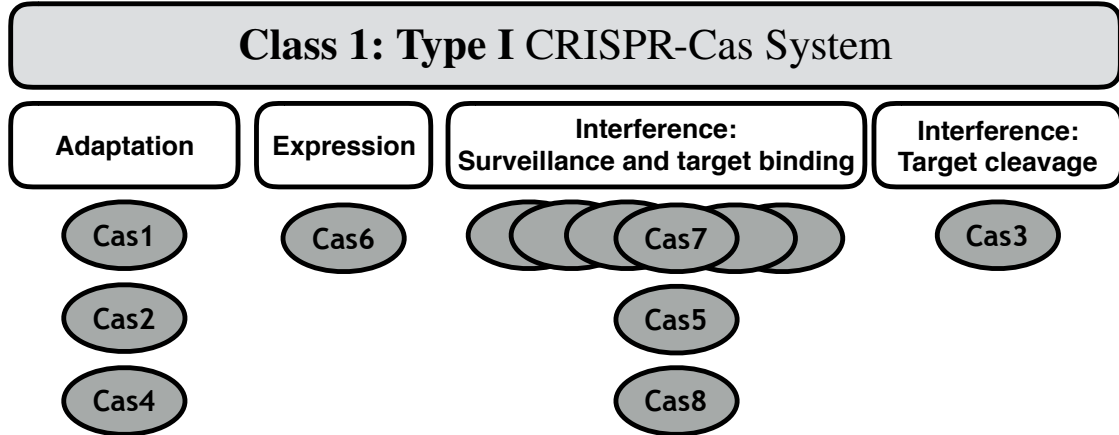 Class 1: Type I CRISPR-Cas System
Adaptation
Expression
Interference:
Surveillance and target binding
Interference:
Target cleavage
Cas1
Cas6
Cas7
Cas3
Cas2
Cas5
Cas4
Cas8